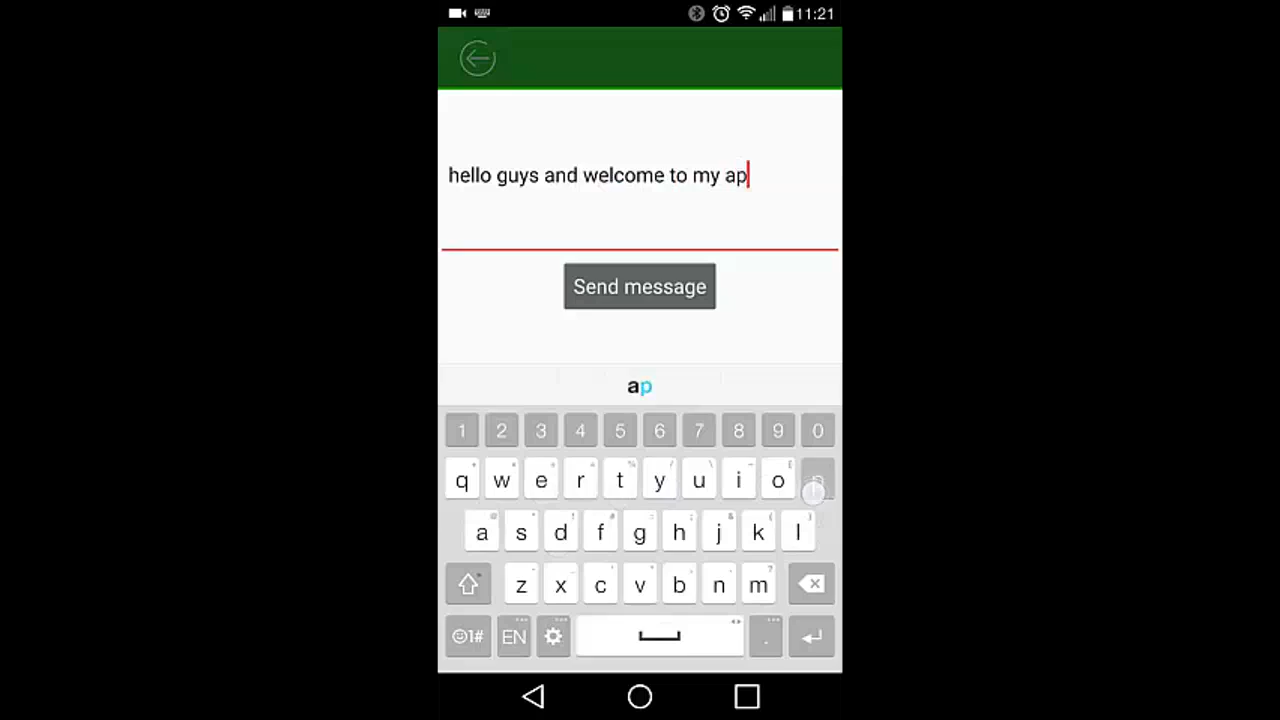 11:21
hello guys and welcome to my ap
Send message
ap
1 2 3 4 5 6 7 8 9 0
q w e r t y u i o p
a s d f g h j k l
z x c v b n m
1# EN .